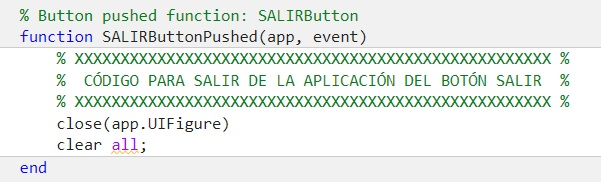 % Button pushed function: SALIRButton
function SALIRButtonPushed(app, event)
% XXXXXXXXXXXXXXXXXXXXXXXXXXXXXXXXXXXXXXXXXXXXXXXXXXXX %
%  CÓDIGO PARA SALIR DE LA APLICACIÓN DEL BOTÓN SALIR  %
% XXXXXXXXXXXXXXXXXXXXXXXXXXXXXXXXXXXXXXXXXXXXXXXXXXXX %
close(app.UIFigure)
clear all;
end